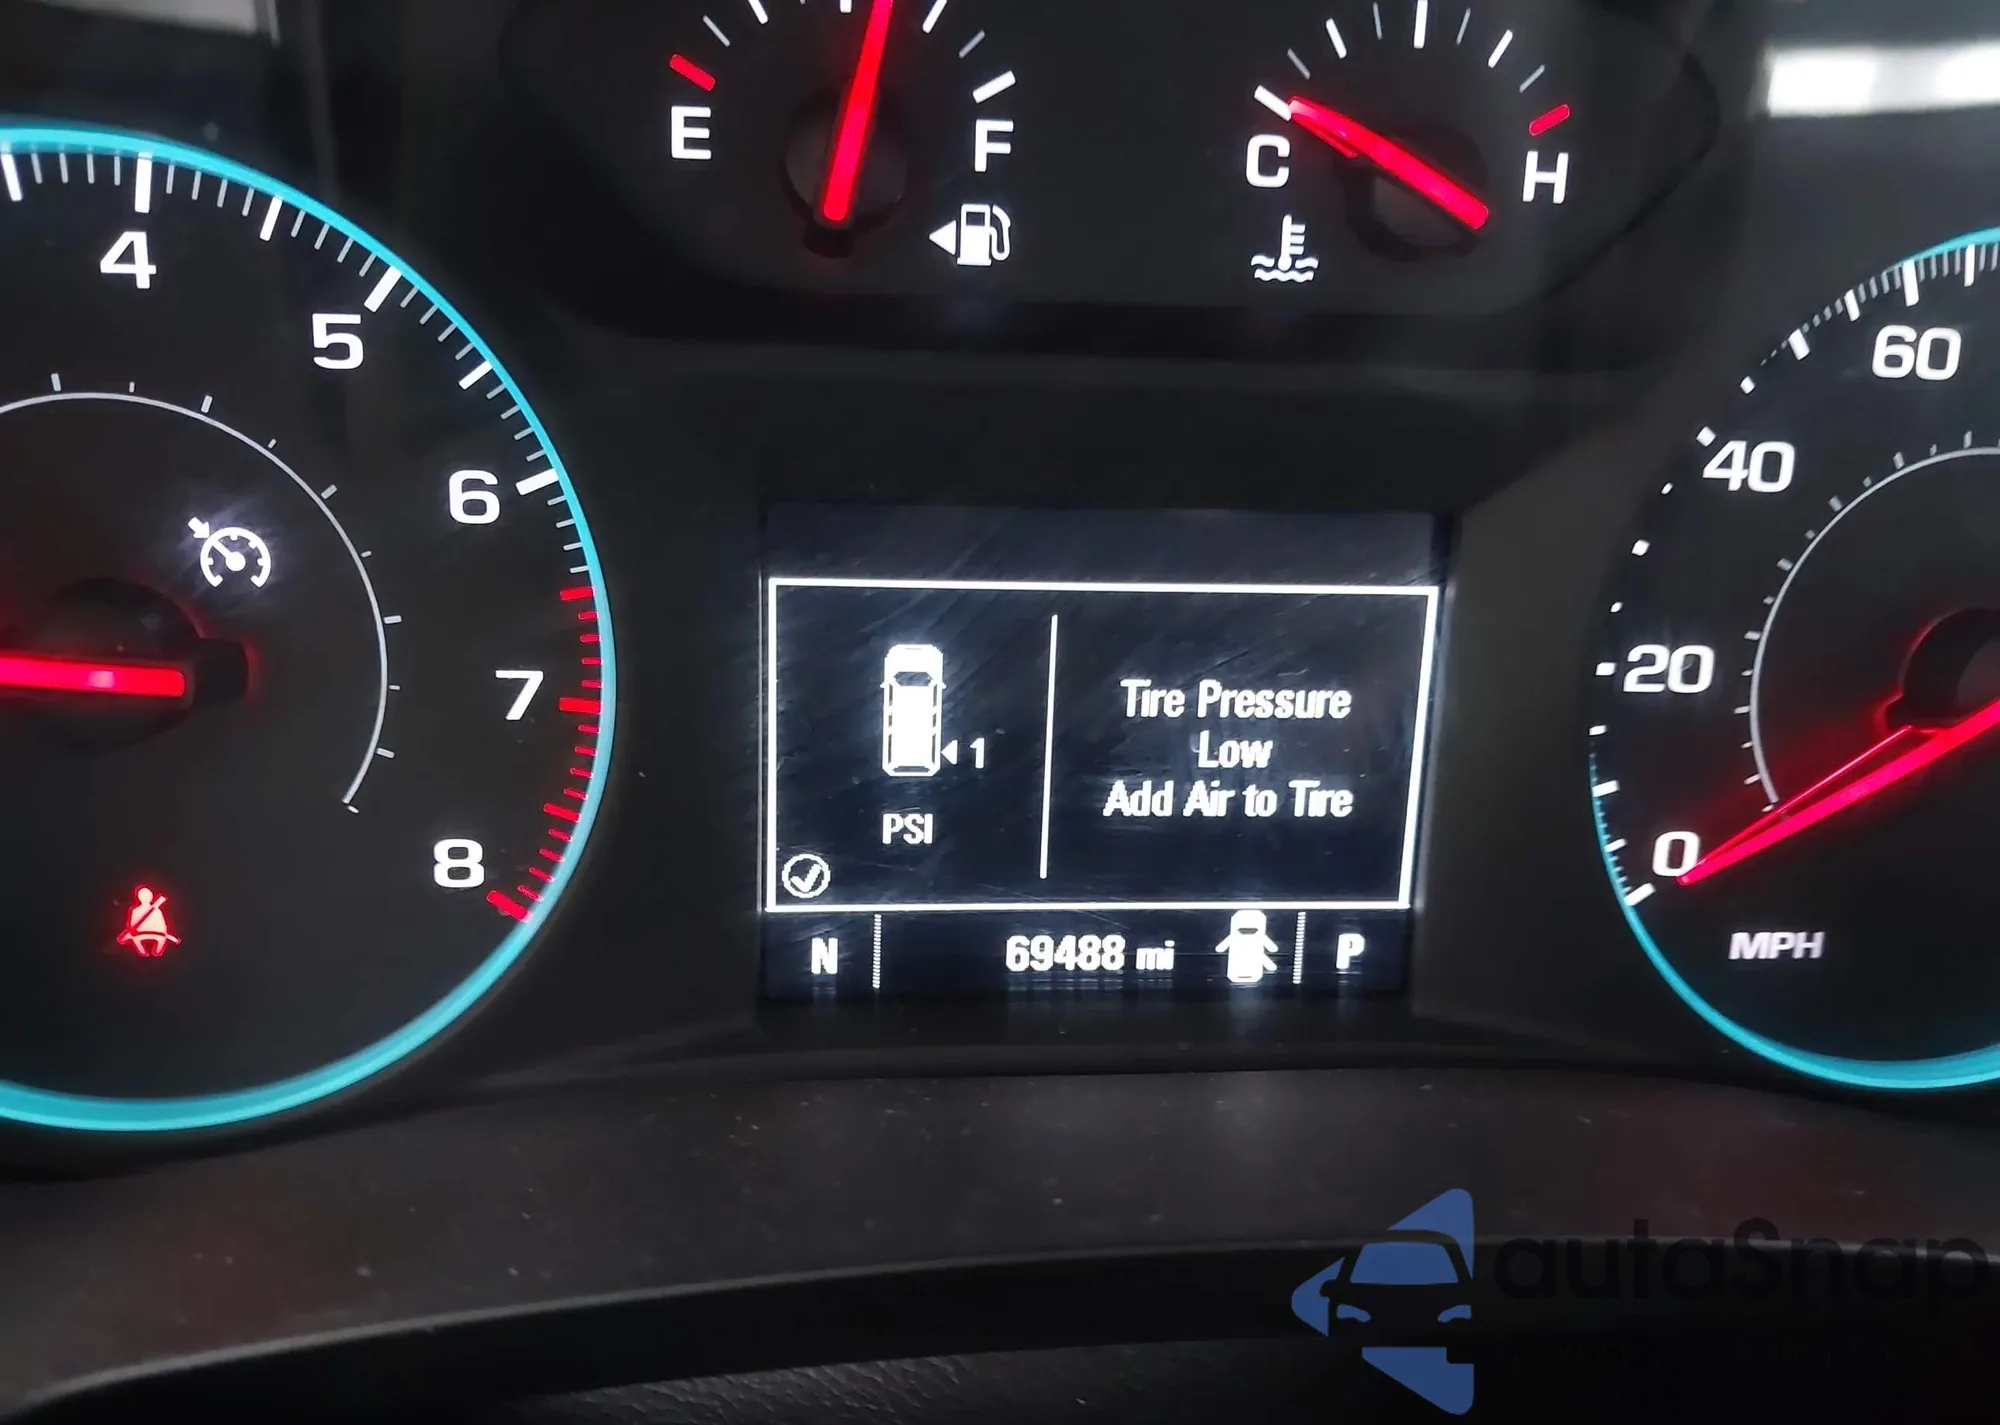 E
F
C
H
4
5
6
7
8
60
40
20
0
MPH
1
PSI
Tire Pressure
Low
Add Air to Tire
N
69488 mi
P
autaSnap